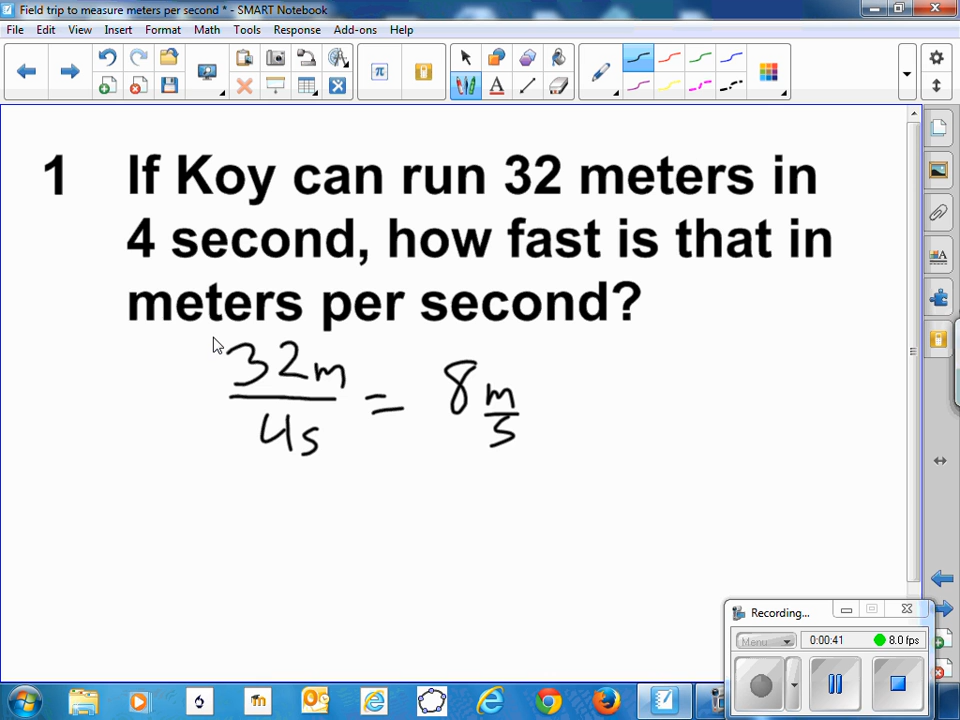 Field trip to measure meters per second * - SMART Notebook
File Edit View Insert Format Math Tools Response Add-ons Help
1 If Koy can run 32 meters in
4 second, how fast is that in
meters per second?
32m
4s
= 8 m
s
Recording...
Menu 0:00:41 8.0 fps